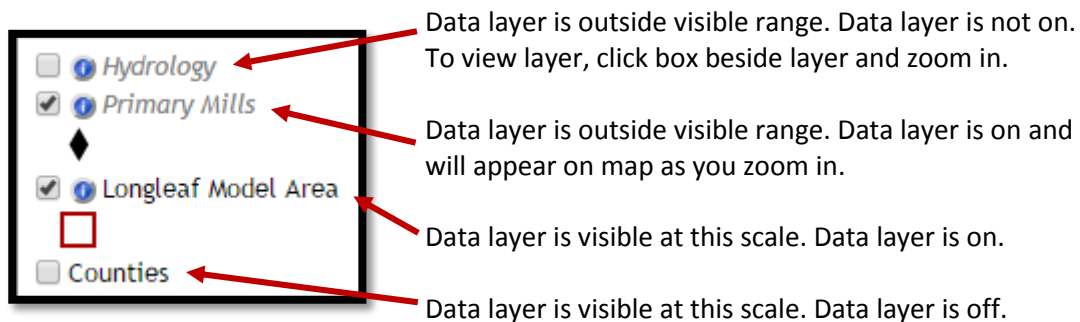 Data layer is outside visible range. Data layer is not on.
To view layer, click box beside layer and zoom in.
Hydrology
Primary Mills
Data layer is outside visible range. Data layer is on and
will appear on map as you zoom in.
Longleaf Model Area
Data layer is visible at this scale. Data layer is on.
Counties
Data layer is visible at this scale. Data layer is off.